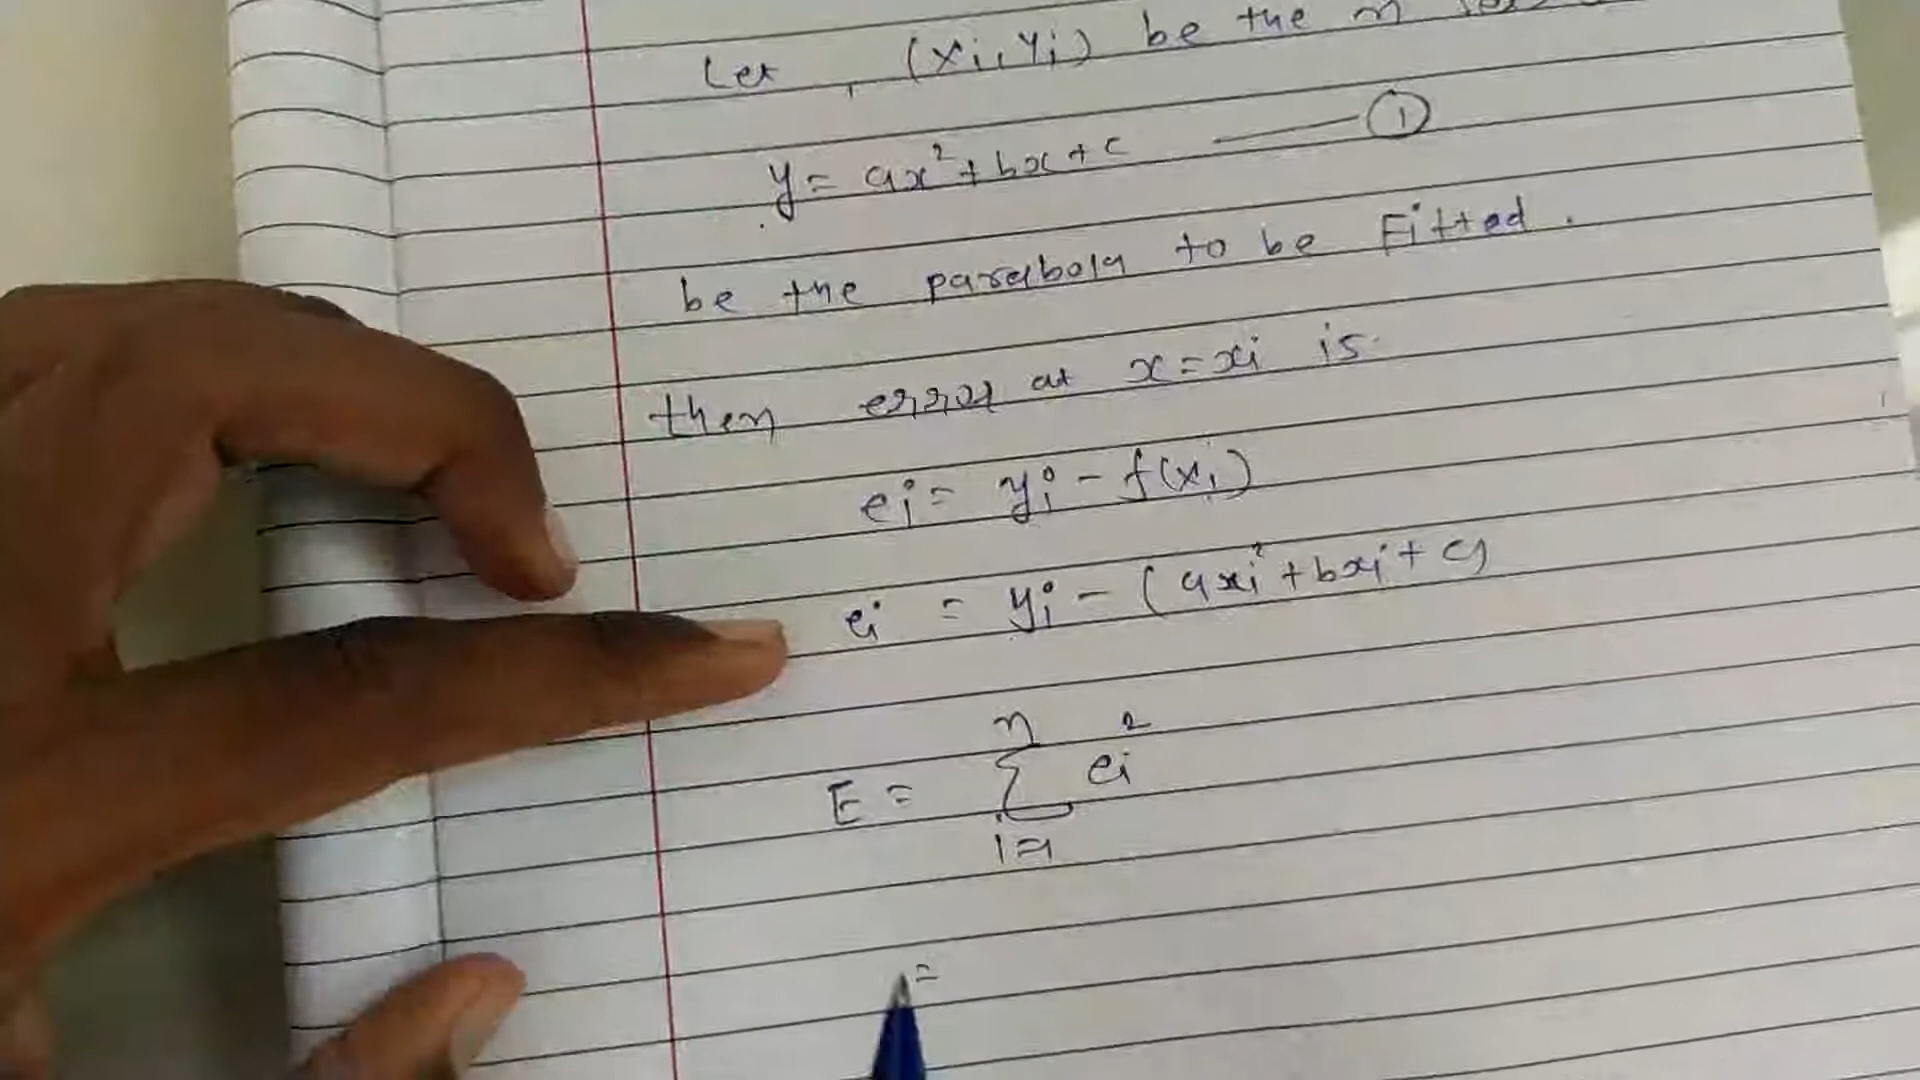 Let , (xi, yi) be the n
y = ax² + bx + c —— ①
be the parabola to be Fitted .
then error at x = xi is
ei = yi - f(xi)
ei = yi - (axi² + bxi + c)
E = n∑i=1 ei²
=